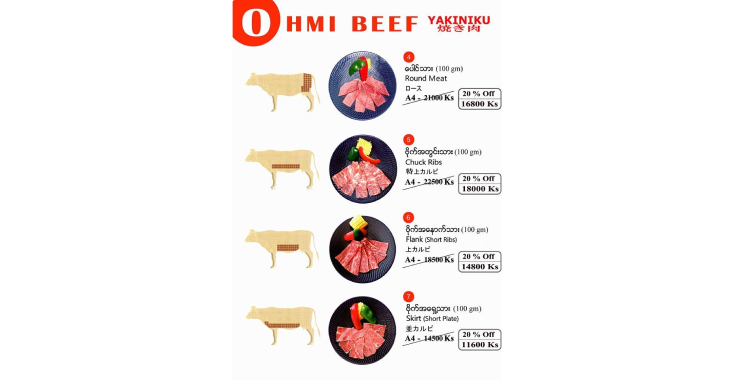 OHMI BEEF YAKINIKU
焼き肉
4
ပေါင်သား (100 gm)
Round Meat
ロース
A4 - 21000 Ks
20 % Off
16800 Ks
5
ဗိုက်အတွင်းသား (100 gm)
Chuck Ribs
特上カルビ
A4 - 22500 Ks
20 % Off
18000 Ks
6
ဗိုက်အနောက်သား (100 gm)
Flank (Short Ribs)
上カルビ
A4 - 18500 Ks
20 % Off
14800 Ks
7
ဗိုက်အရှေ့သား (100 gm)
Skirt (Short Plate)
並カルビ
A4 - 14500 Ks
20 % Off
11600 Ks